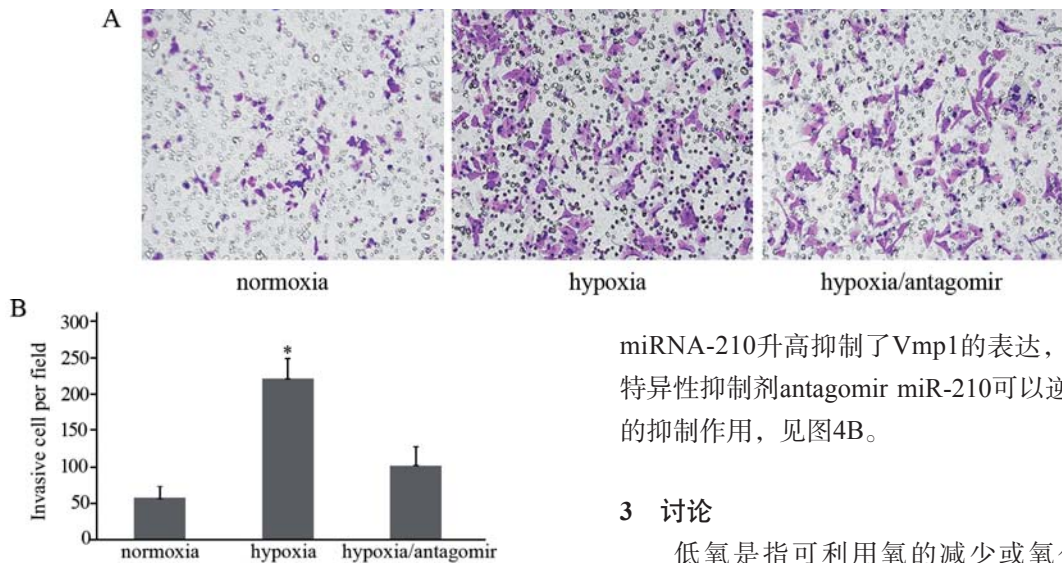 A
normoxia
hypoxia
hypoxia/antagomir
B
Invasive cell per field
300
250
200
150
100
50
0
*
normoxia
hypoxia
hypoxia/antagomir
miRNA-210升高抑制了Vmp1的表达，
特异性抑制剂antagomir miR-210可以逆
的抑制作用，见图4B。
3 讨论
低氧是指可利用氧的减少或氧